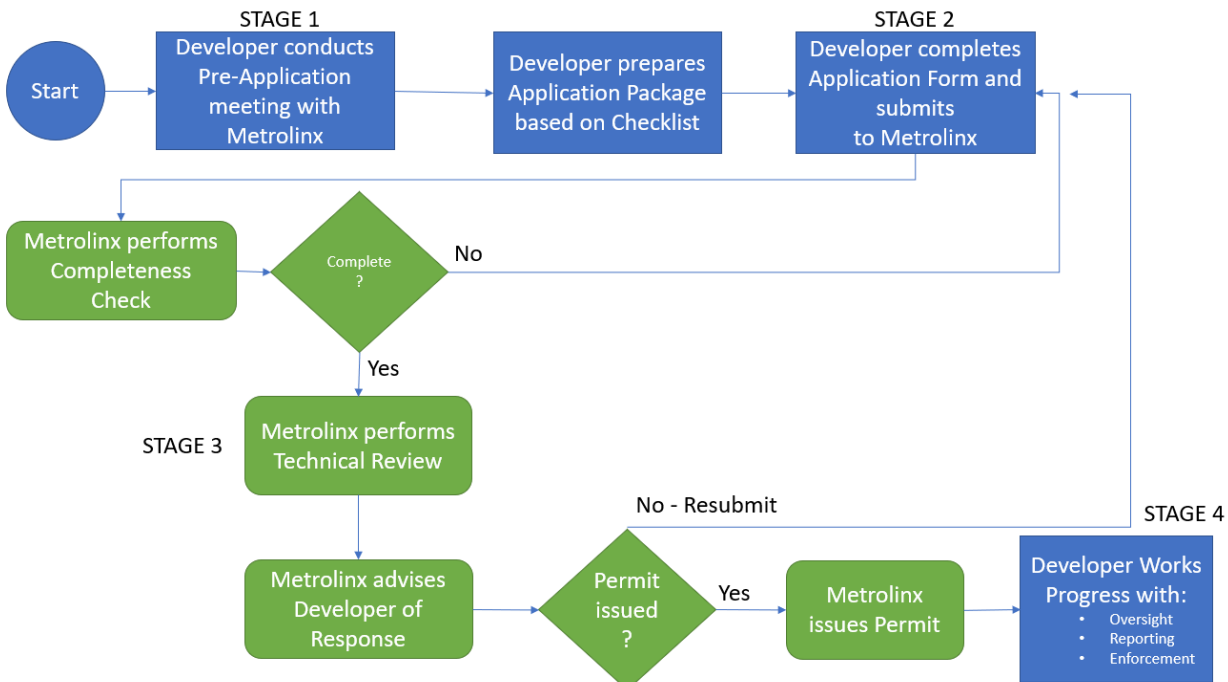 STAGE 1
STAGE 2
Start
Developer conducts
Pre-Application
meeting with
Metrolinx
Developer prepares
Application Package
based on Checklist
Developer completes
Application Form and
submits
to Metrolinx
Metrolinx performs
Completeness
Check
Complete
?
No
Yes
STAGE 3
Metrolinx performs
Technical Review
No - Resubmit
STAGE 4
Metrolinx advises
Developer of
Response
Permit
issued
?
Yes
Metrolinx
issues Permit
Developer Works
Progress with:
• Oversight
• Reporting
• Enforcement